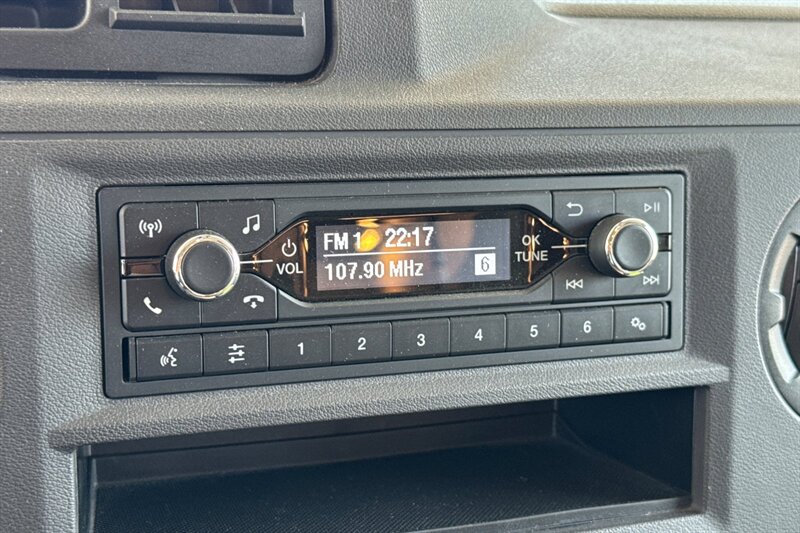 FM 1 22:17
107.90 MHz 6
VOL
OK
TUNE
1 2 3 4 5 6